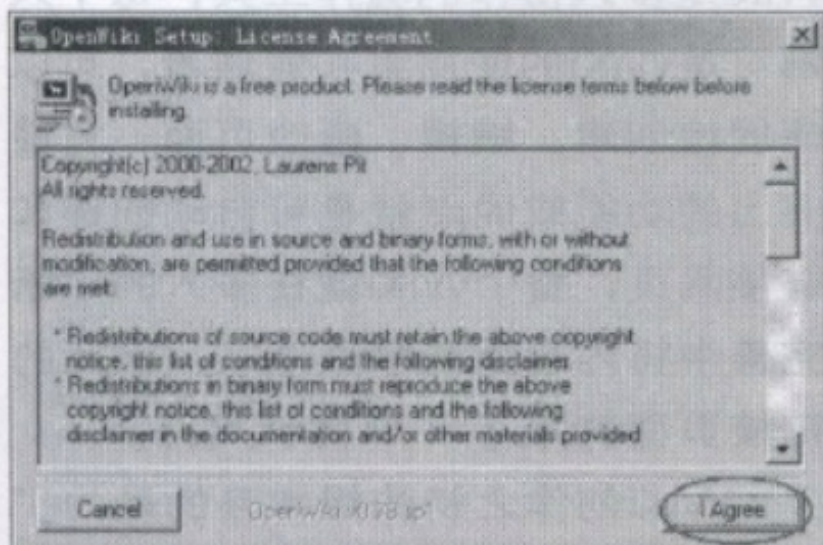 OpenWiki Setup: License Agreement
OpenWiki is a free product. Please read the license terms below before
installing.
Copyright(c) 2000-2002, Laurens Pit
All rights reserved.
Redistribution and use in source and binary forms, with or without
modification, are permitted provided that the following conditions
are met:
* Redistributions of source code must retain the above copyright
notice, this list of conditions and the following disclaimer.
* Redistributions in binary form must reproduce the above
copyright notice, this list of conditions and the following
disclaimer in the documentation and/or other materials provided
Cancel
OpenWiki
I Agree